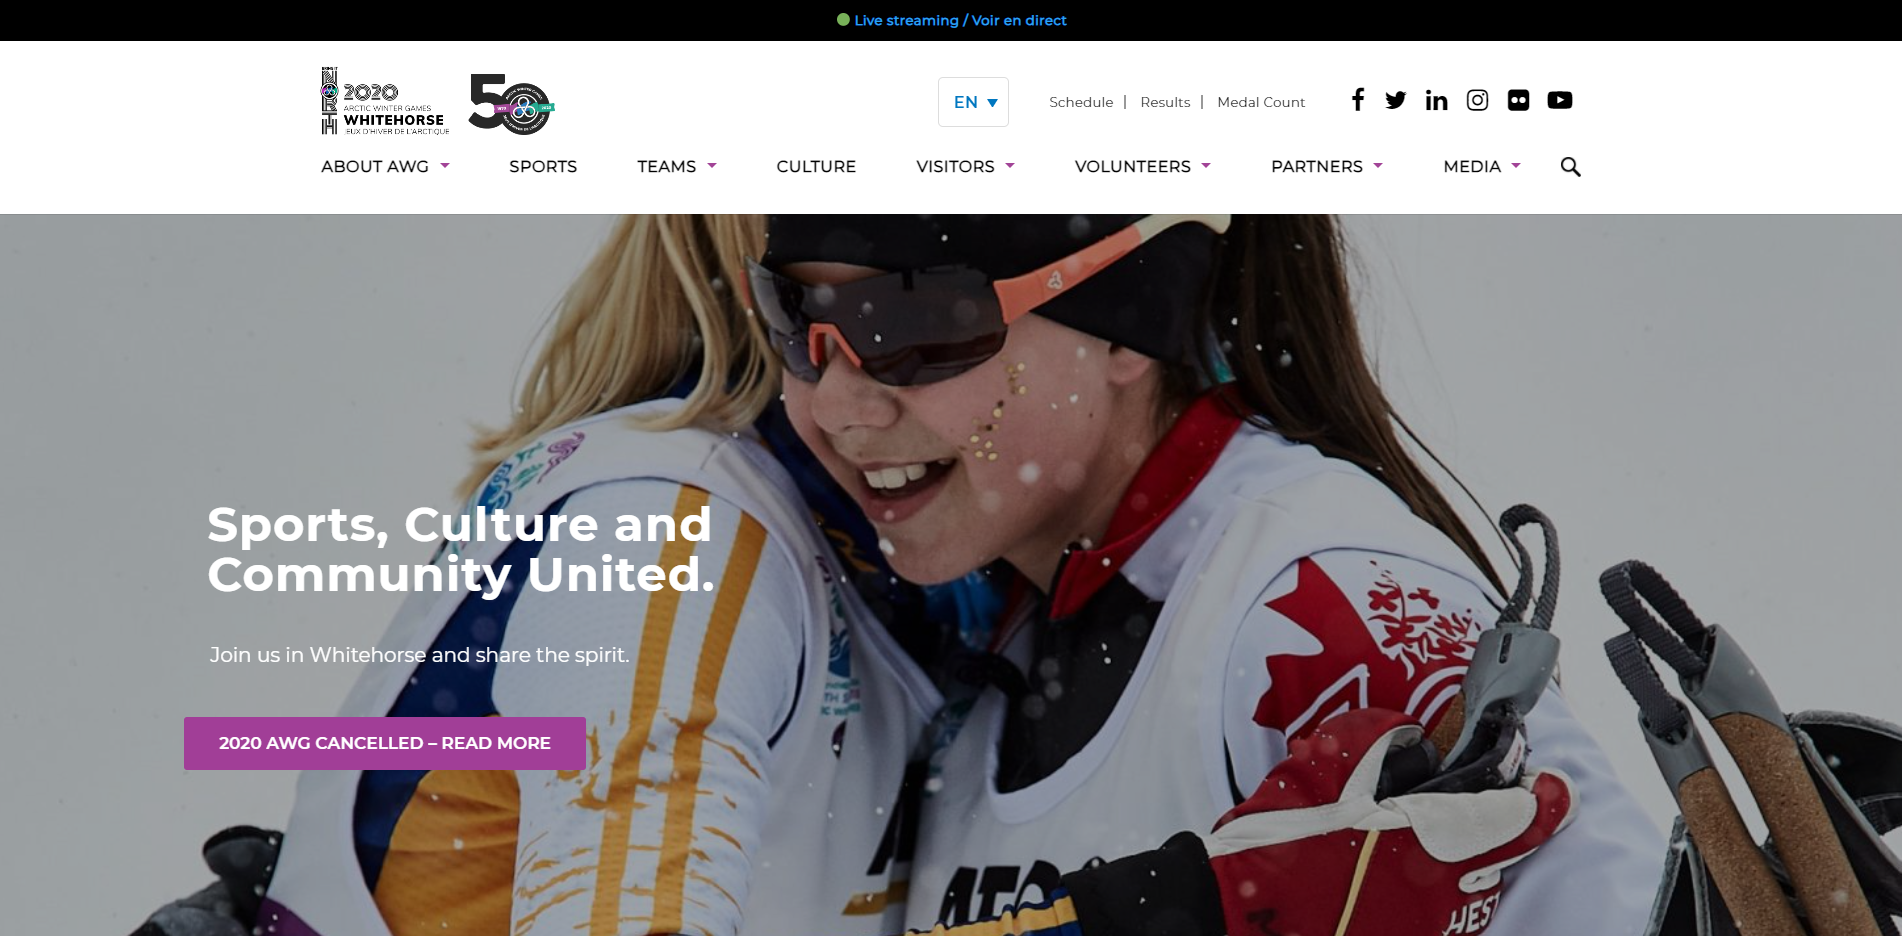 Live streaming / Voir en direct
2020
ARCTIC WINTER GAMES
WHITEHORSE
JEUX D'HIVER DE L'ARCTIQUE
50
EN
Schedule | Results | Medal Count
ABOUT AWG SPORTS TEAMS CULTURE VISITORS VOLUNTEERS PARTNERS MEDIA
Sports, Culture and
Community United.
Join us in Whitehorse and share the spirit.
2020 AWG CANCELLED – READ MORE